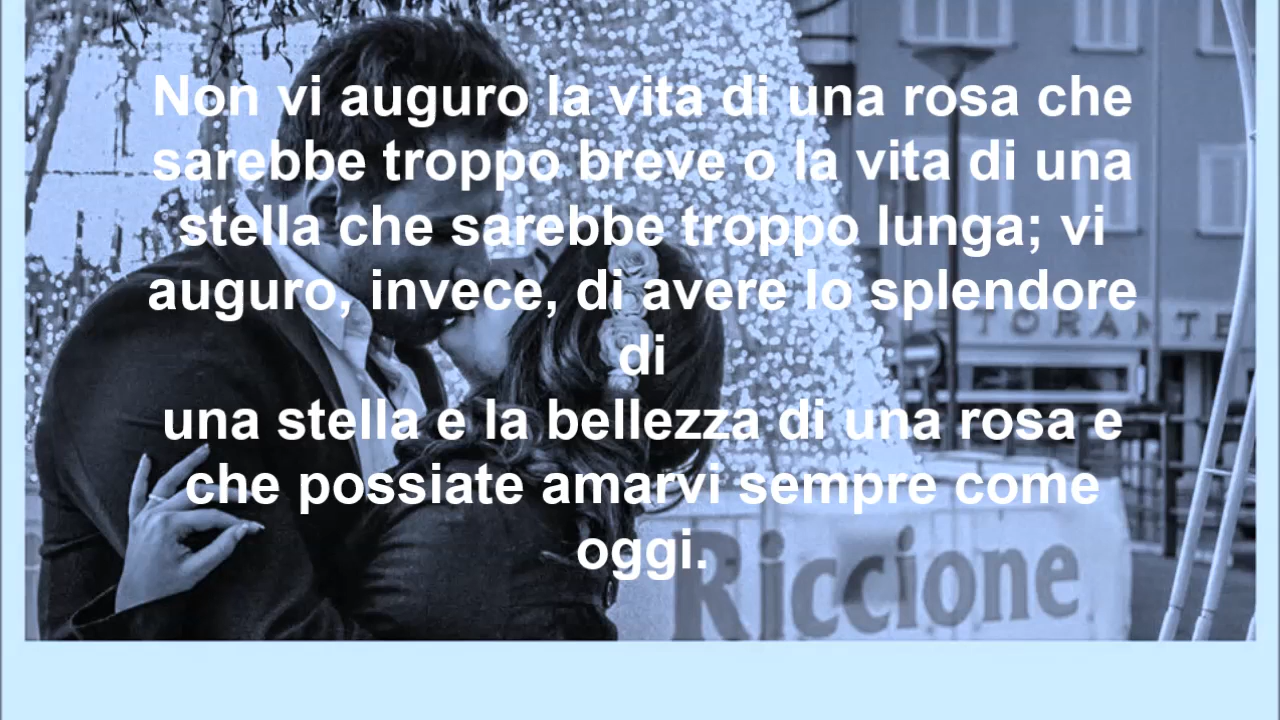 Non vi auguro la vita di una rosa che
sarebbe troppo breve o la vita di una
stella che sarebbe troppo lunga; vi
auguro, invece, di avere lo splendore
di
una stella e la bellezza di una rosa e
che possiate amarvi sempre come
oggi.
TORANTE
Riccione